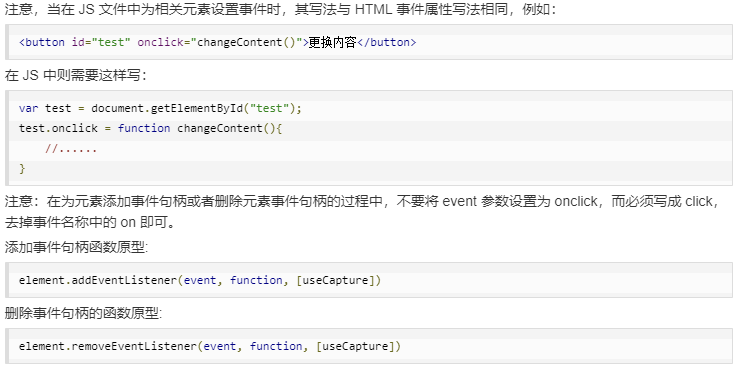 注意，当在 JS 文件中为相关元素设置事件时，其写法与 HTML 事件属性写法相同，例如：
<button id="test" onclick="changeContent()">更换内容</button>
在 JS 中则需要这样写：
var test = document.getElementById("test");
test.onclick = function changeContent(){
    //......
}
注意：在为元素添加事件句柄或者删除元素事件句柄的过程中，不要将 event 参数设置为 onclick，而必须写成 click，
去掉事件名称中的 on 即可。
添加事件句柄函数原型:
element.addEventListener(event, function, [useCapture])
删除事件句柄的函数原型:
element.removeEventListener(event, function, [useCapture])